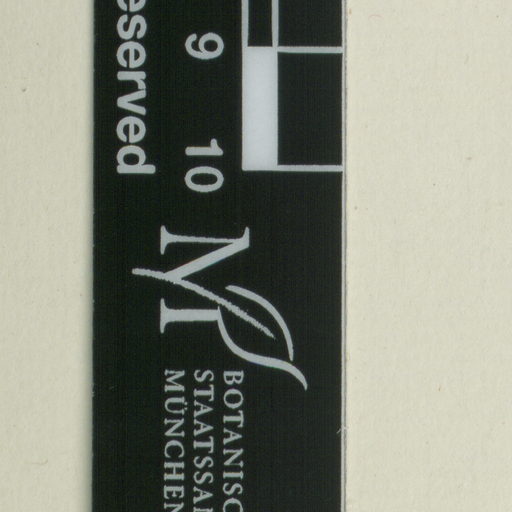 eserved
9
10
M
BOTANISC
STAATSSA
MÜNCHEN